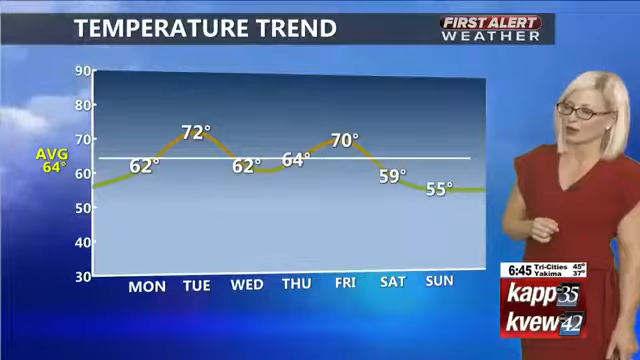 TEMPERATURE TREND
FIRST ALERT
WEATHER
90
80
70
60
50
40
30
AVG
64°
62°
72°
62°
64°
70°
59°
55°
MON TUE WED THU FRI SAT SUN
6:45 Tri-Cities 45°
Yakima 37°
kapp 35
kvew 42